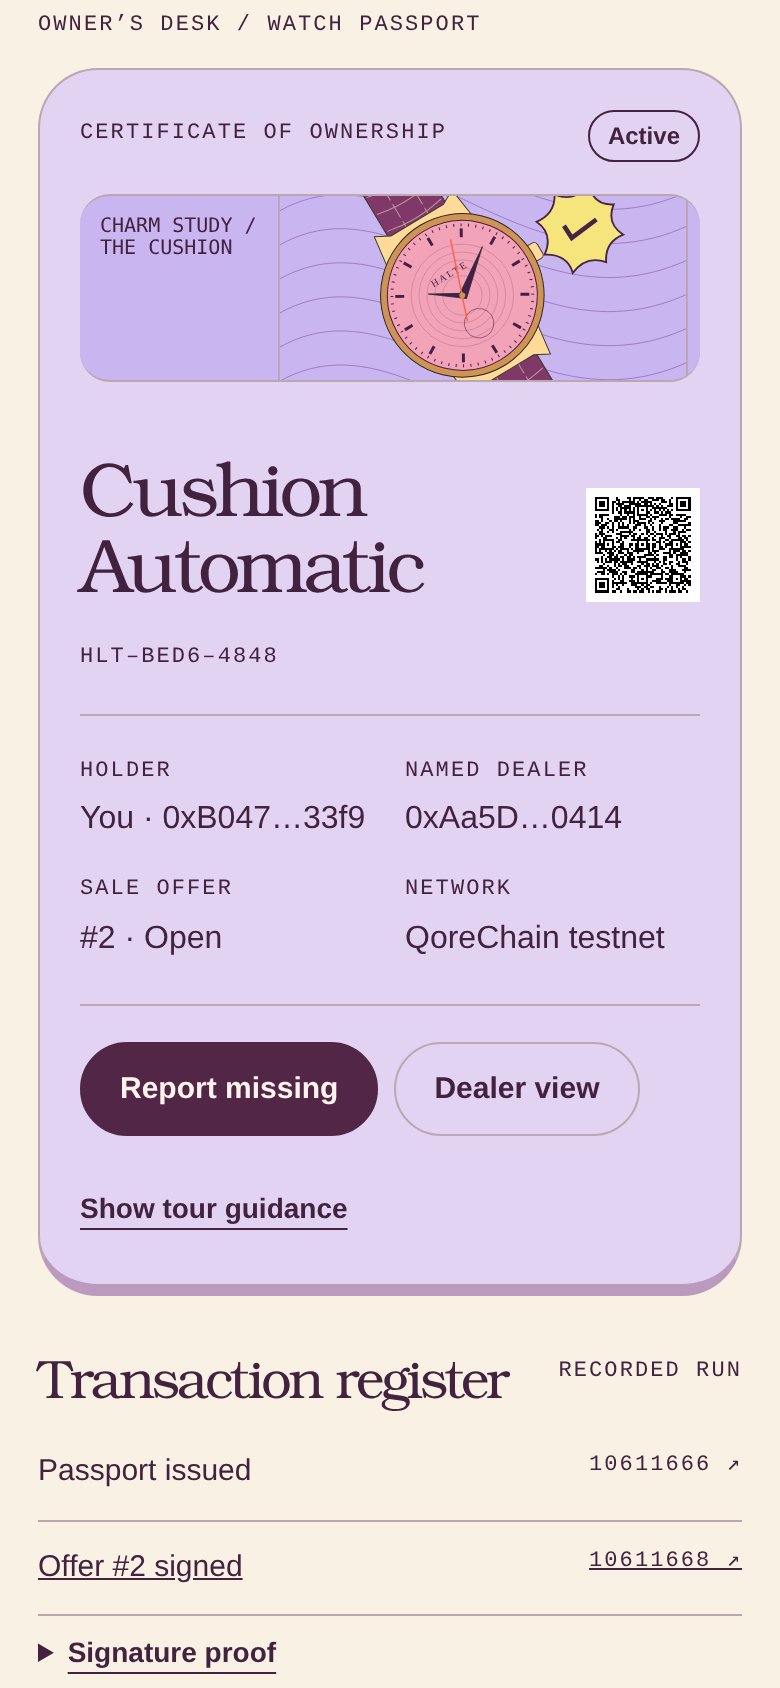 OWNER’S DESK / WATCH PASSPORT
CERTIFICATE OF OWNERSHIP
Active
CHARM STUDY /
THE CUSHION
HALTE
Cushion
Automatic
HLT–BED6–4848
HOLDER
NAMED DEALER
You · 0xB047…33f9
0xAa5D…0414
SALE OFFER
NETWORK
#2 · Open
QoreChain testnet
Report missing
Dealer view
Show tour guidance
Transaction register
RECORDED RUN
Passport issued
10611666 ↗
Offer #2 signed
10611668 ↗
Signature proof